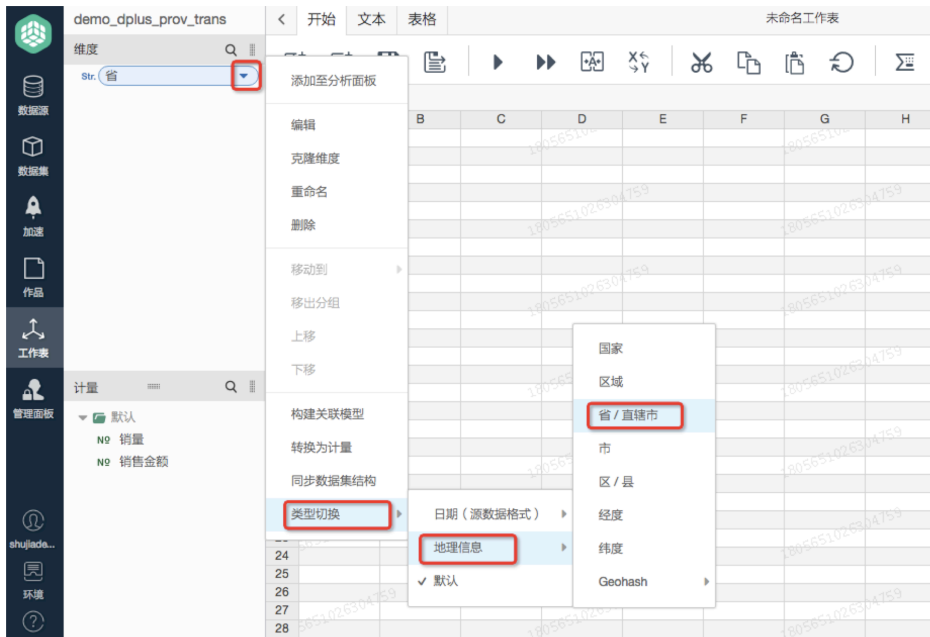 demo_dplus_prov_trans
开始 文本 表格
未命名工作表
维度
Str. 省
数据源
数据集
加速
作品
工作表
管理面板
shujiade...
环境
计量
默认
Nº 销量
Nº 销售金额
添加至分析面板
编辑
克隆维度
重命名
删除
移动到
移出分组
上移
下移
构建关联模型
转换为计量
同步数据集结构
类型切换
日期（源数据格式）
地理信息
默认
国家
区域
省 / 直辖市
市
区 / 县
经度
纬度
Geohash
B C D E F G H
24
25
26
27
28
1805651026304759